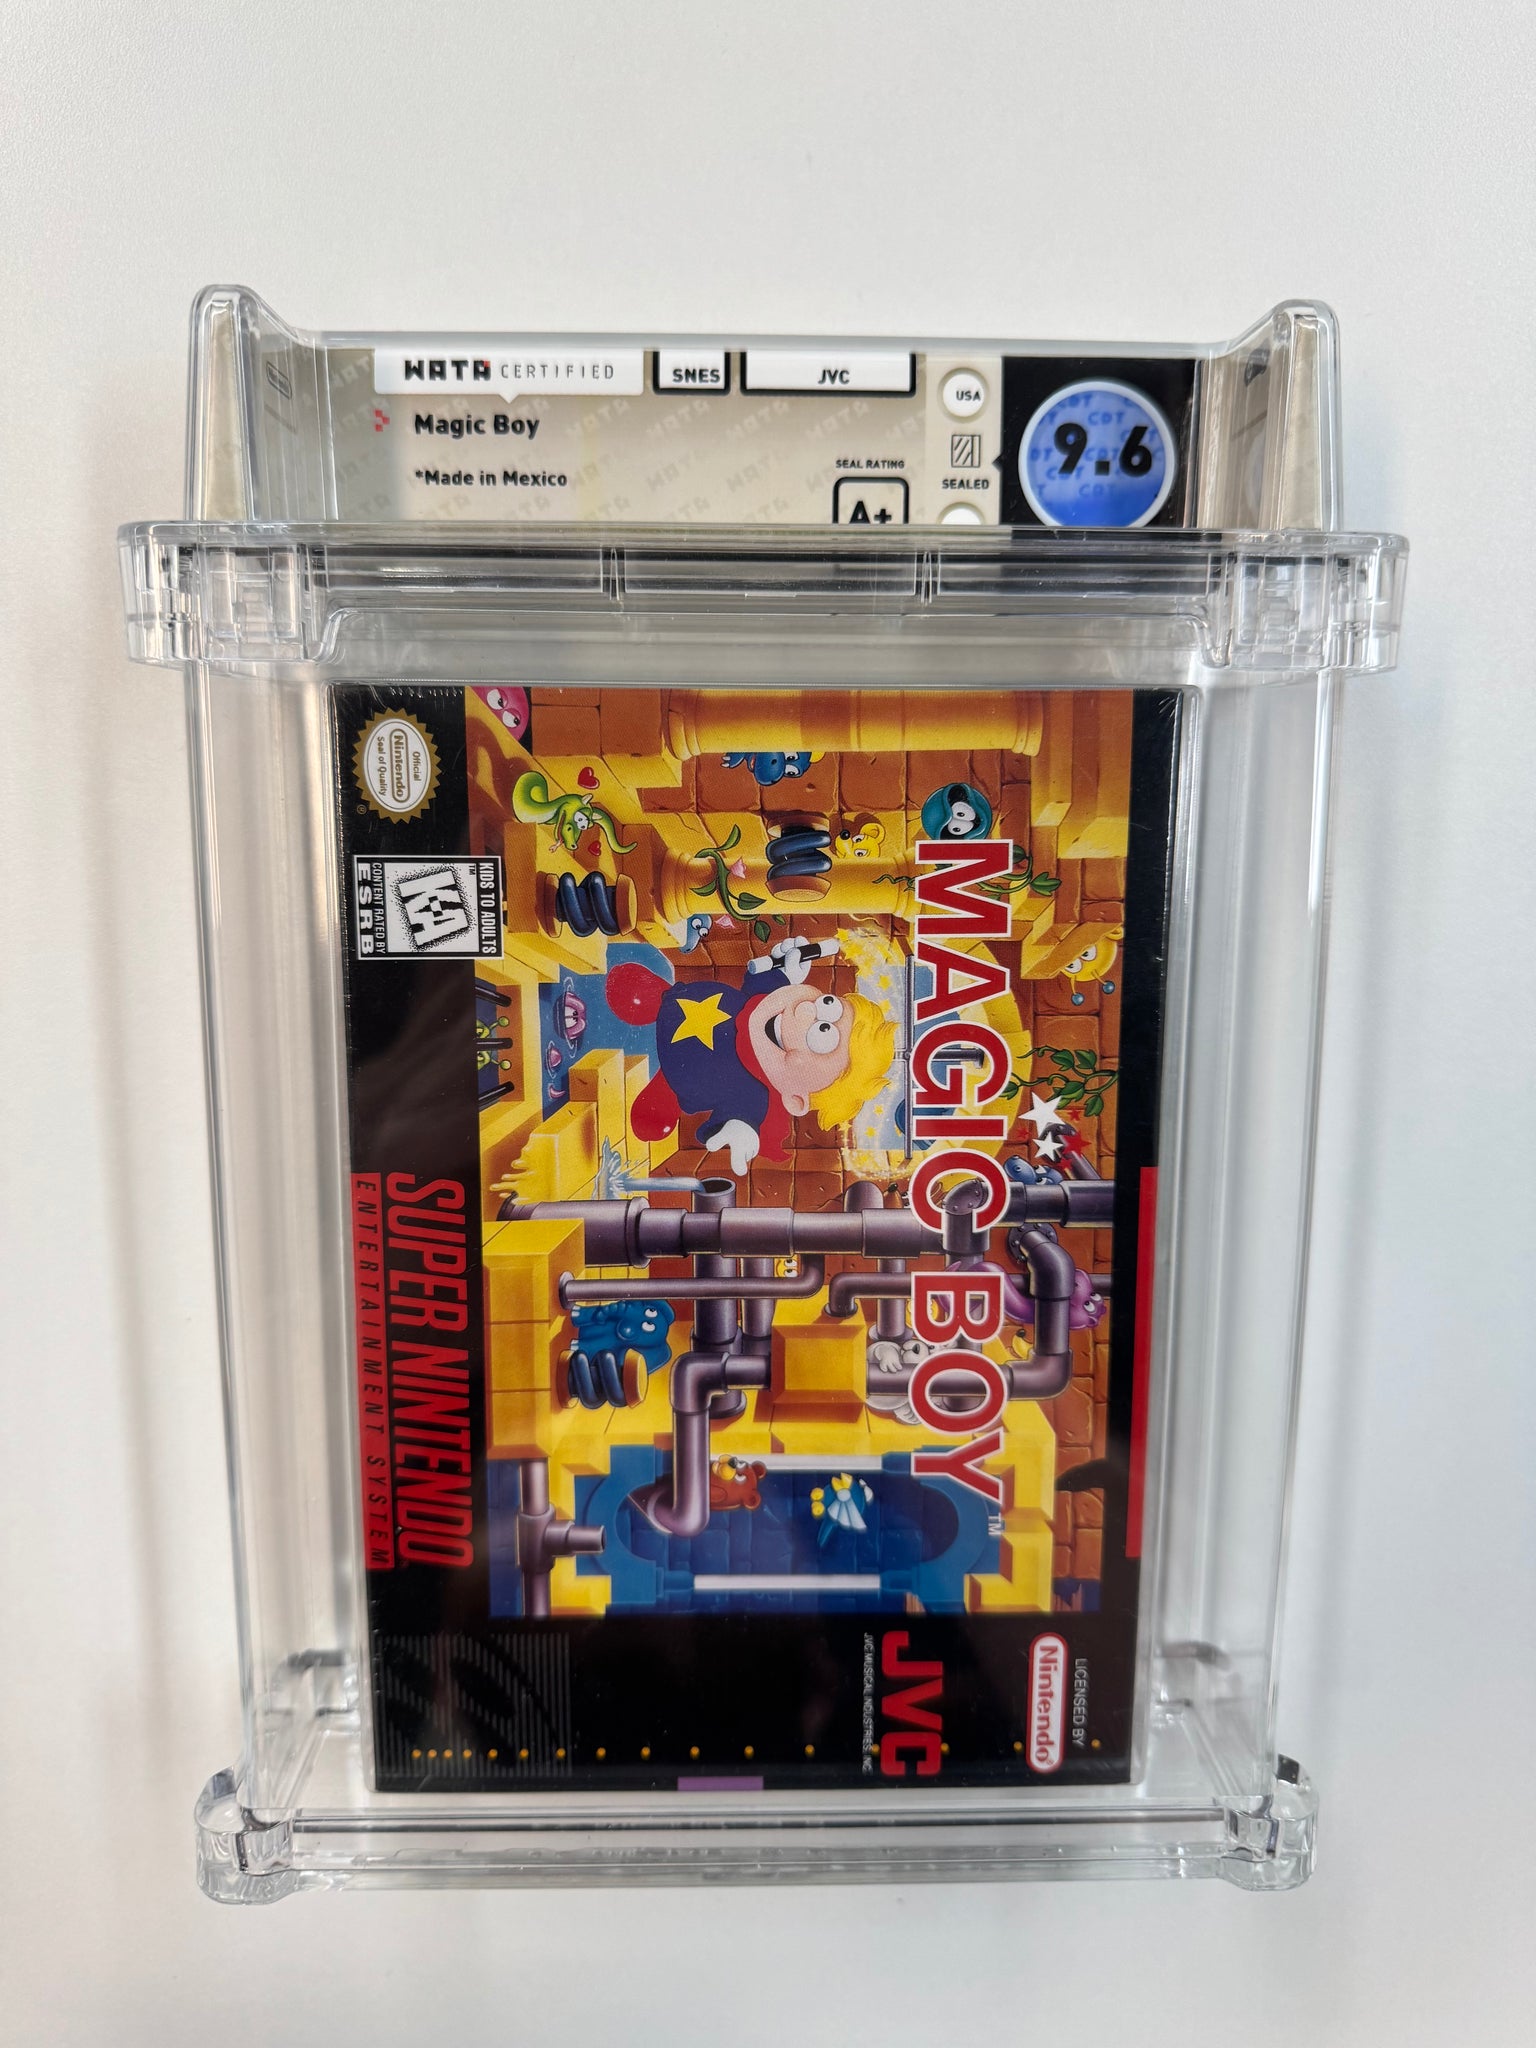 WATA CERTIFIED
SNES
JVC
USA
Magic Boy
*Made in Mexico
SEAL RATING
A+
SEALED
9.6
CDT
Official
Nintendo
Seal of Quality
®
KIDS TO ADULTS
K-A
TM
CONTENT RATED BY
ESRB
MAGIC BOY™
SUPER NINTENDO
ENTERTAINMENT SYSTEM
LICENSED BY
Nintendo®
JVC
JVC MUSICAL INDUSTRIES, INC.